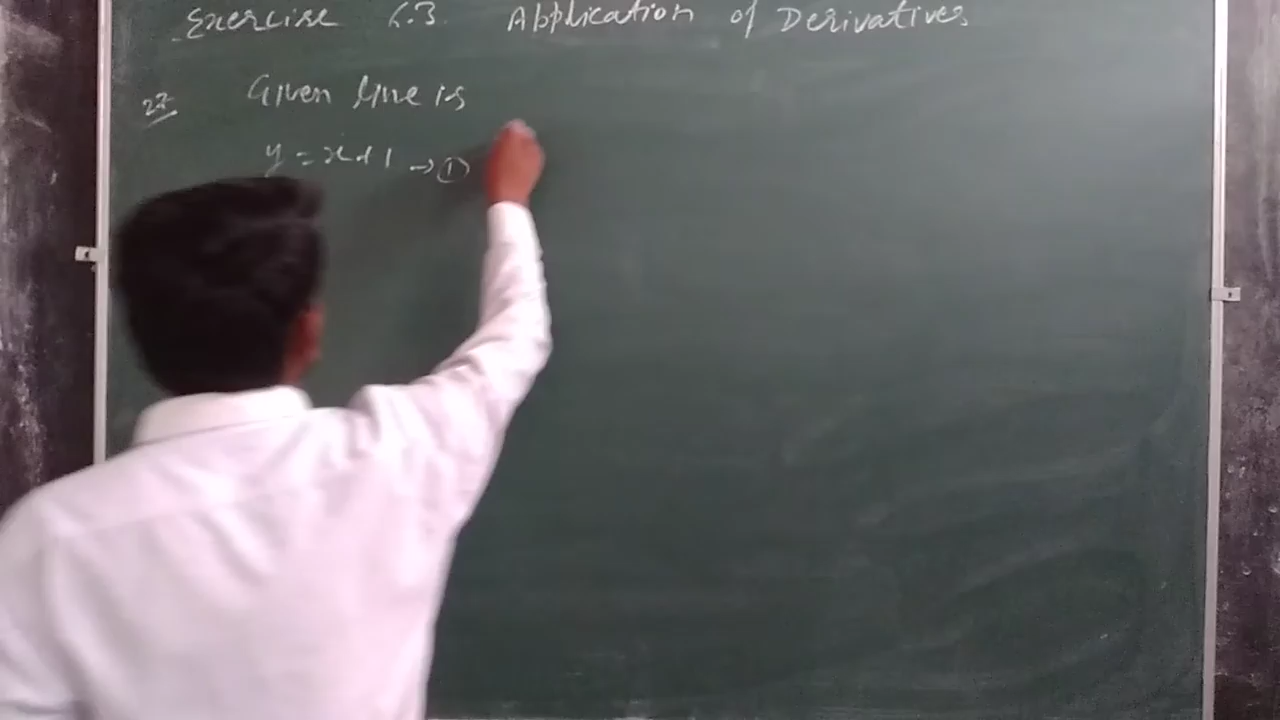 Exercise 6.3. Application of Derivatives
27 Given line is
y = x + 1 → ①